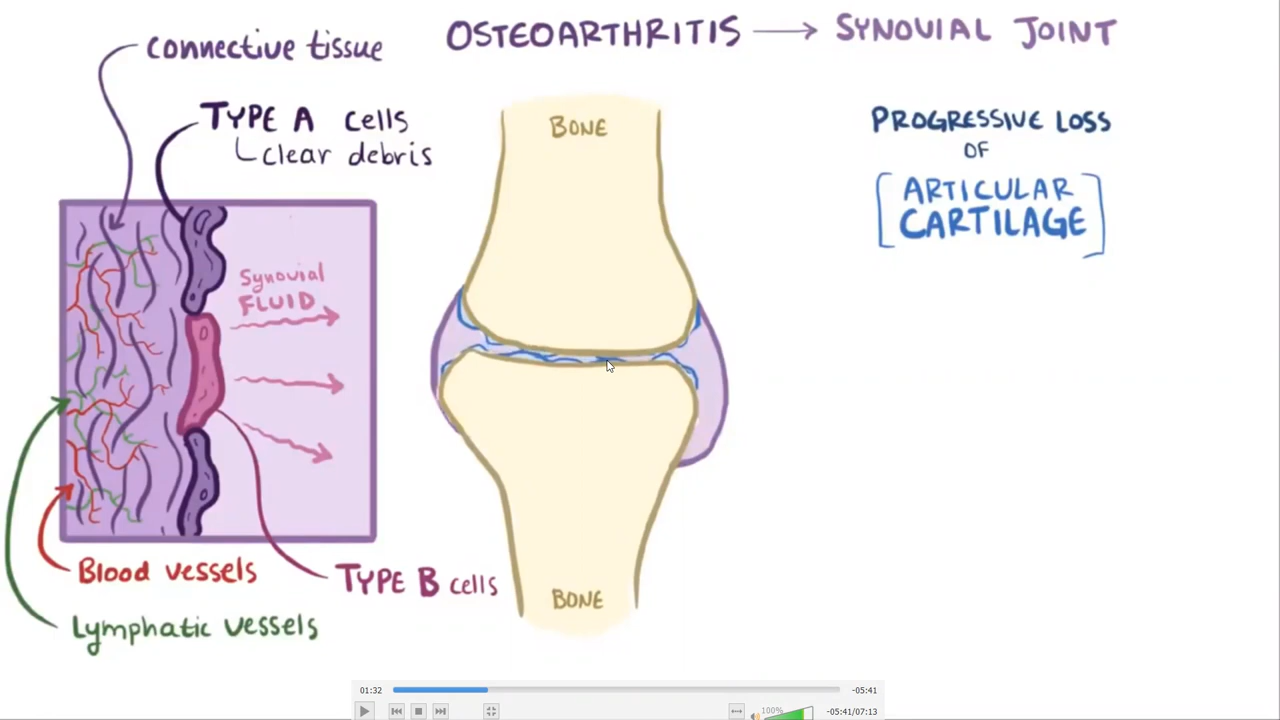 OSTEOARTHRITIS → SYNOVIAL JOINT
connective tissue
TYPE A cells
clear debris
BONE
PROGRESSIVE LOSS
OF
[ARTICULAR
CARTILAGE]
Synovial
FLUID
Blood vessels
TYPE B cells
Lymphatic vessels
BONE
01:32
-05:41
100%
-05:41/07:13